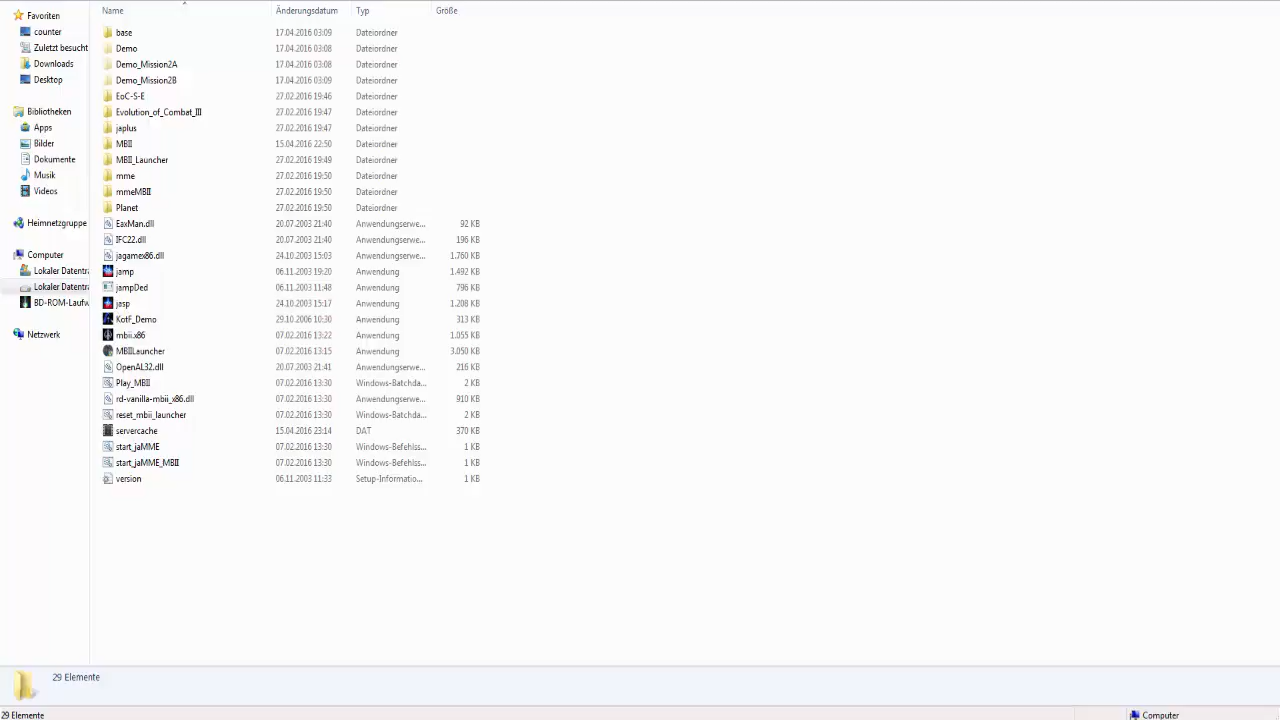 Name Änderungsdatum Typ Größe
Favoriten
counter
Zuletzt besucht
Downloads
Desktop
Bibliotheken
Apps
Bilder
Dokumente
Musik
Videos
Heimnetzgruppe
Computer
Lokaler Datentra
Lokaler Datentra
BD-ROM-Laufw
Netzwerk
base 17.04.2016 03:09 Dateiordner
Demo 17.04.2016 03:08 Dateiordner
Demo_Mission2A 17.04.2016 03:08 Dateiordner
Demo_Mission2B 17.04.2016 03:09 Dateiordner
EoC-S-E 27.02.2016 19:46 Dateiordner
Evolution_of_Combat_III 27.02.2016 19:47 Dateiordner
japlus 27.02.2016 19:47 Dateiordner
MBII 15.04.2016 22:50 Dateiordner
MBII_Launcher 27.02.2016 19:49 Dateiordner
mme 27.02.2016 19:50 Dateiordner
mmeMBII 27.02.2016 19:50 Dateiordner
Planet 27.02.2016 19:50 Dateiordner
EaxMan.dll 20.07.2003 21:40 Anwendungserwe... 92 KB
IFC22.dll 20.07.2003 21:40 Anwendungserwe... 196 KB
jagamex86.dll 24.10.2003 15:03 Anwendungserwe... 1.760 KB
jamp 06.11.2003 19:20 Anwendung 1.492 KB
jampDed 06.11.2003 11:48 Anwendung 796 KB
jasp 24.10.2003 15:17 Anwendung 1.208 KB
KotF_Demo 29.10.2006 10:30 Anwendung 313 KB
mbii.x86 07.02.2016 13:22 Anwendung 1.055 KB
MBIILauncher 07.02.2016 13:15 Anwendung 3.050 KB
OpenAL32.dll 20.07.2003 21:41 Anwendungserwe... 216 KB
Play_MBII 07.02.2016 13:30 Windows-Batchda... 2 KB
rd-vanilla-mbii_x86.dll 07.02.2016 13:30 Anwendungserwe... 910 KB
reset_mbii_launcher 07.02.2016 13:30 Windows-Batchda... 2 KB
servercache 15.04.2016 23:14 DAT 370 KB
start_jaMME 07.02.2016 13:30 Windows-Befehlss... 1 KB
start_jaMME_MBII 07.02.2016 13:30 Windows-Befehlss... 1 KB
version 06.11.2003 11:33 Setup-Informatio... 1 KB
29 Elemente
29 Elemente Computer